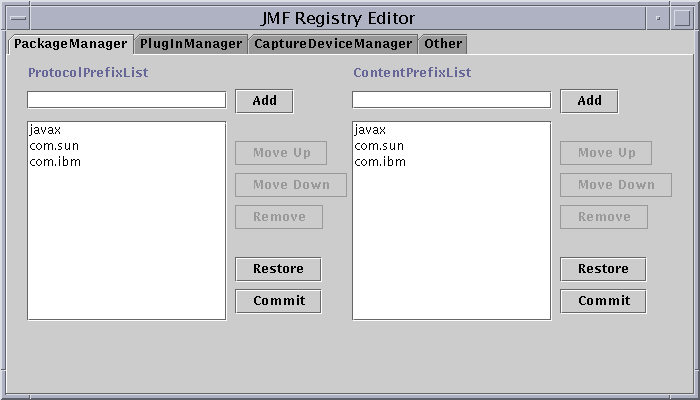 JMF Registry Editor
PackageManager PlugInManager CaptureDeviceManager Other
ProtocolPrefixList
Add
javax
com.sun
com.ibm
Move Up
Move Down
Remove
Restore
Commit
ContentPrefixList
Add
javax
com.sun
com.ibm
Move Up
Move Down
Remove
Restore
Commit